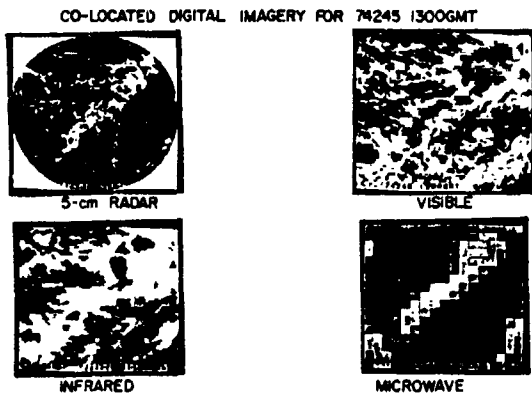 CO-LOCATED DIGITAL IMAGERY FOR 74245 1300GMT
5-cm RADAR
VISIBLE
INFRARED
MICROWAVE